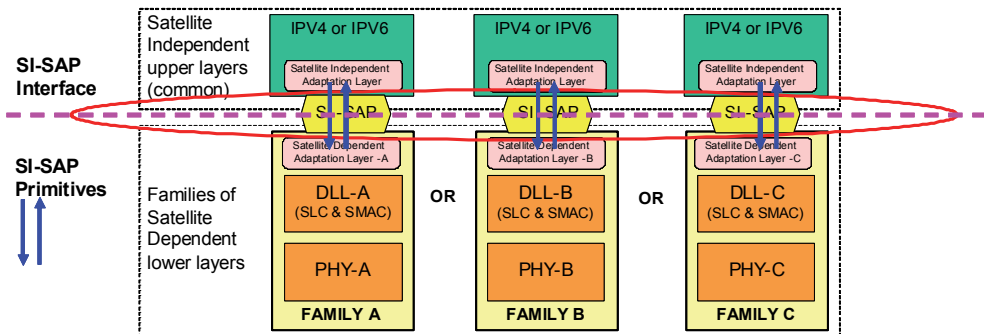 Satellite
Independent
upper layers
(common)
SI-SAP
Interface
IPV4 or IPV6
Satellite Independent
Adaptation Layer
SI-SAP
IPV4 or IPV6
Satellite Independent
Adaptation Layer
SI-SAP
IPV4 or IPV6
Satellite Independent
Adaptation Layer
SI-SAP
SI-SAP
Primitives
Families of
Satellite
Dependent
lower layers
Satellite Dependent
Adaptation Layer -A
DLL-A
(SLC & SMAC)
PHY-A
FAMILY A
OR
Satellite Dependent
Adaptation Layer -B
DLL-B
(SLC & SMAC)
PHY-B
FAMILY B
OR
Satellite Dependent
Adaptation Layer -C
DLL-C
(SLC & SMAC)
PHY-C
FAMILY C